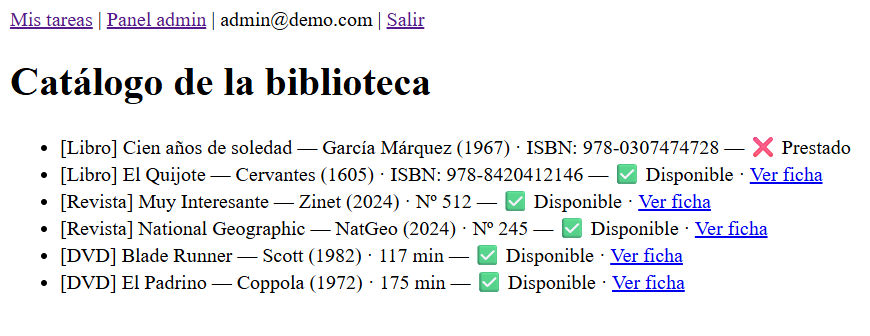 Mis tareas | Panel admin | admin@demo.com | Salir
Catálogo de la biblioteca
• [Libro] Cien años de soledad — García Márquez (1967) · ISBN: 978-0307474728 — ❌ Prestado
• [Libro] El Quijote — Cervantes (1605) · ISBN: 978-8420412146 — ✅ Disponible · Ver ficha
• [Revista] Muy Interesante — Zinet (2024) · Nº 512 — ✅ Disponible · Ver ficha
• [Revista] National Geographic — NatGeo (2024) · Nº 245 — ✅ Disponible · Ver ficha
• [DVD] Blade Runner — Scott (1982) · 117 min — ✅ Disponible · Ver ficha
• [DVD] El Padrino — Coppola (1972) · 175 min — ✅ Disponible · Ver ficha